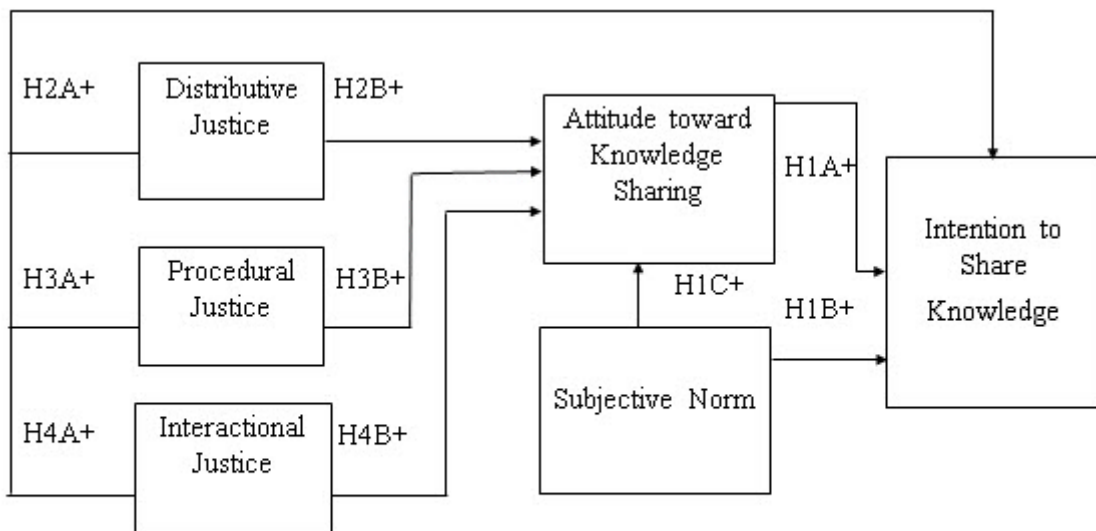 H2A+
Distributive
Justice
H2B+
Attitude toward
Knowledge
Sharing
H1A+
Intention to
Share
Knowledge
H3A+
Procedural
Justice
H3B+
H1C+
H1B+
Subjective Norm
H4A+
Interactional
Justice
H4B+